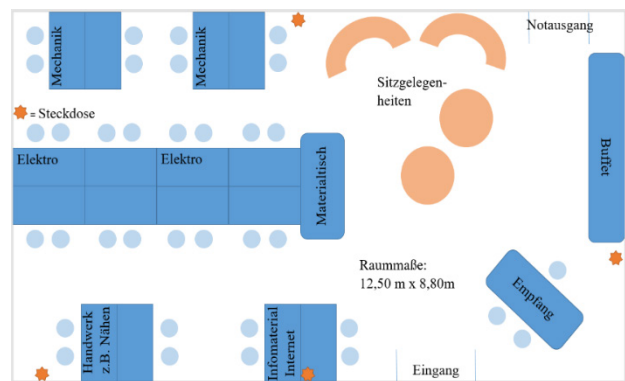 Mechanik
Mechanik
Notausgang
Sitzgelegen-
heiten
= Steckdose
Elektro
Elektro
Materialtisch
Buffet
Raummaße:
12,50 m x 8,80m
Empfang
Handwerk
z.B. Nähen
Infomaterial
Internet
Eingang